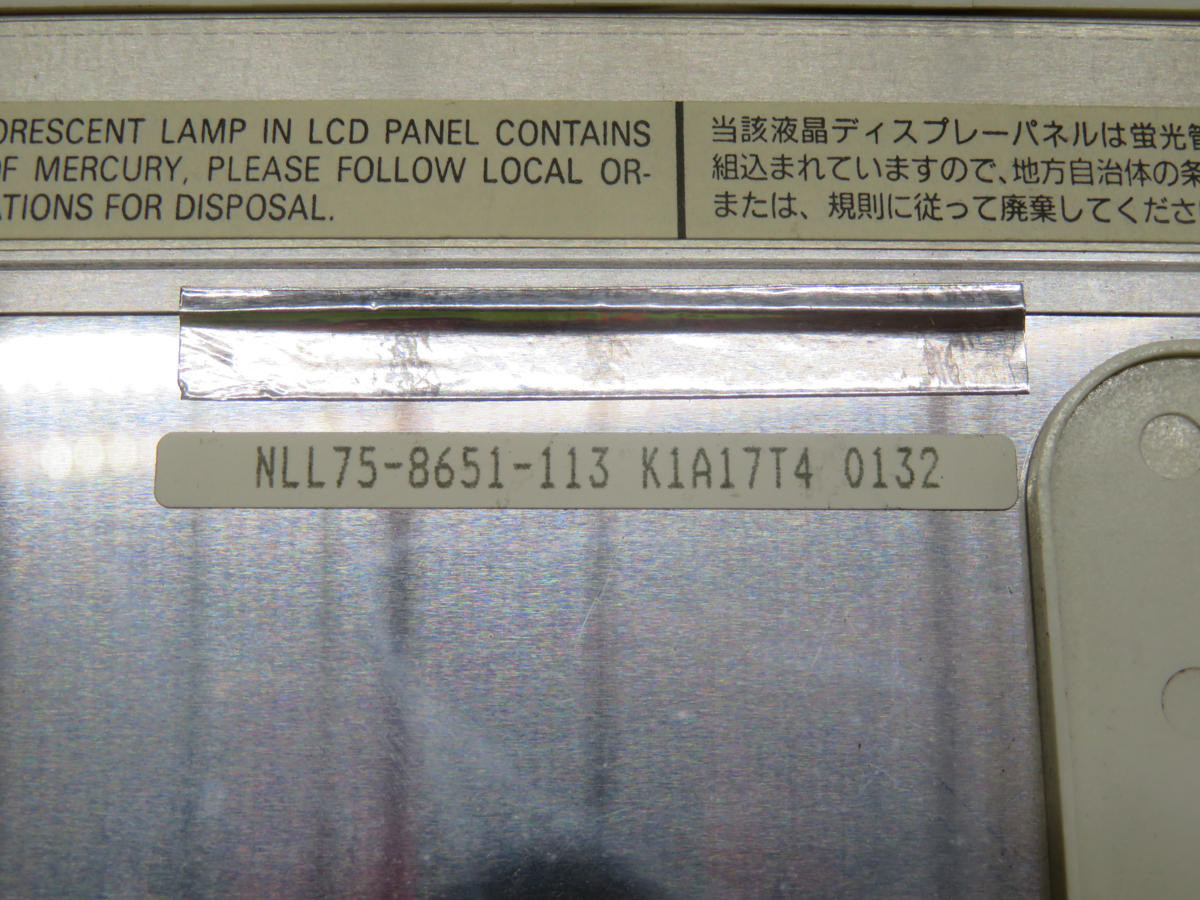 ORESCENT LAMP IN LCD PANEL CONTAINS
OF MERCURY, PLEASE FOLLOW LOCAL OR-
ATIONS FOR DISPOSAL.
当該液晶ディスプレーパネルは蛍光管
組込まれていますので、地方自治体の条
または、規則に従って廃棄してくださ
NLL75-8651-113 K1A17T4 0132